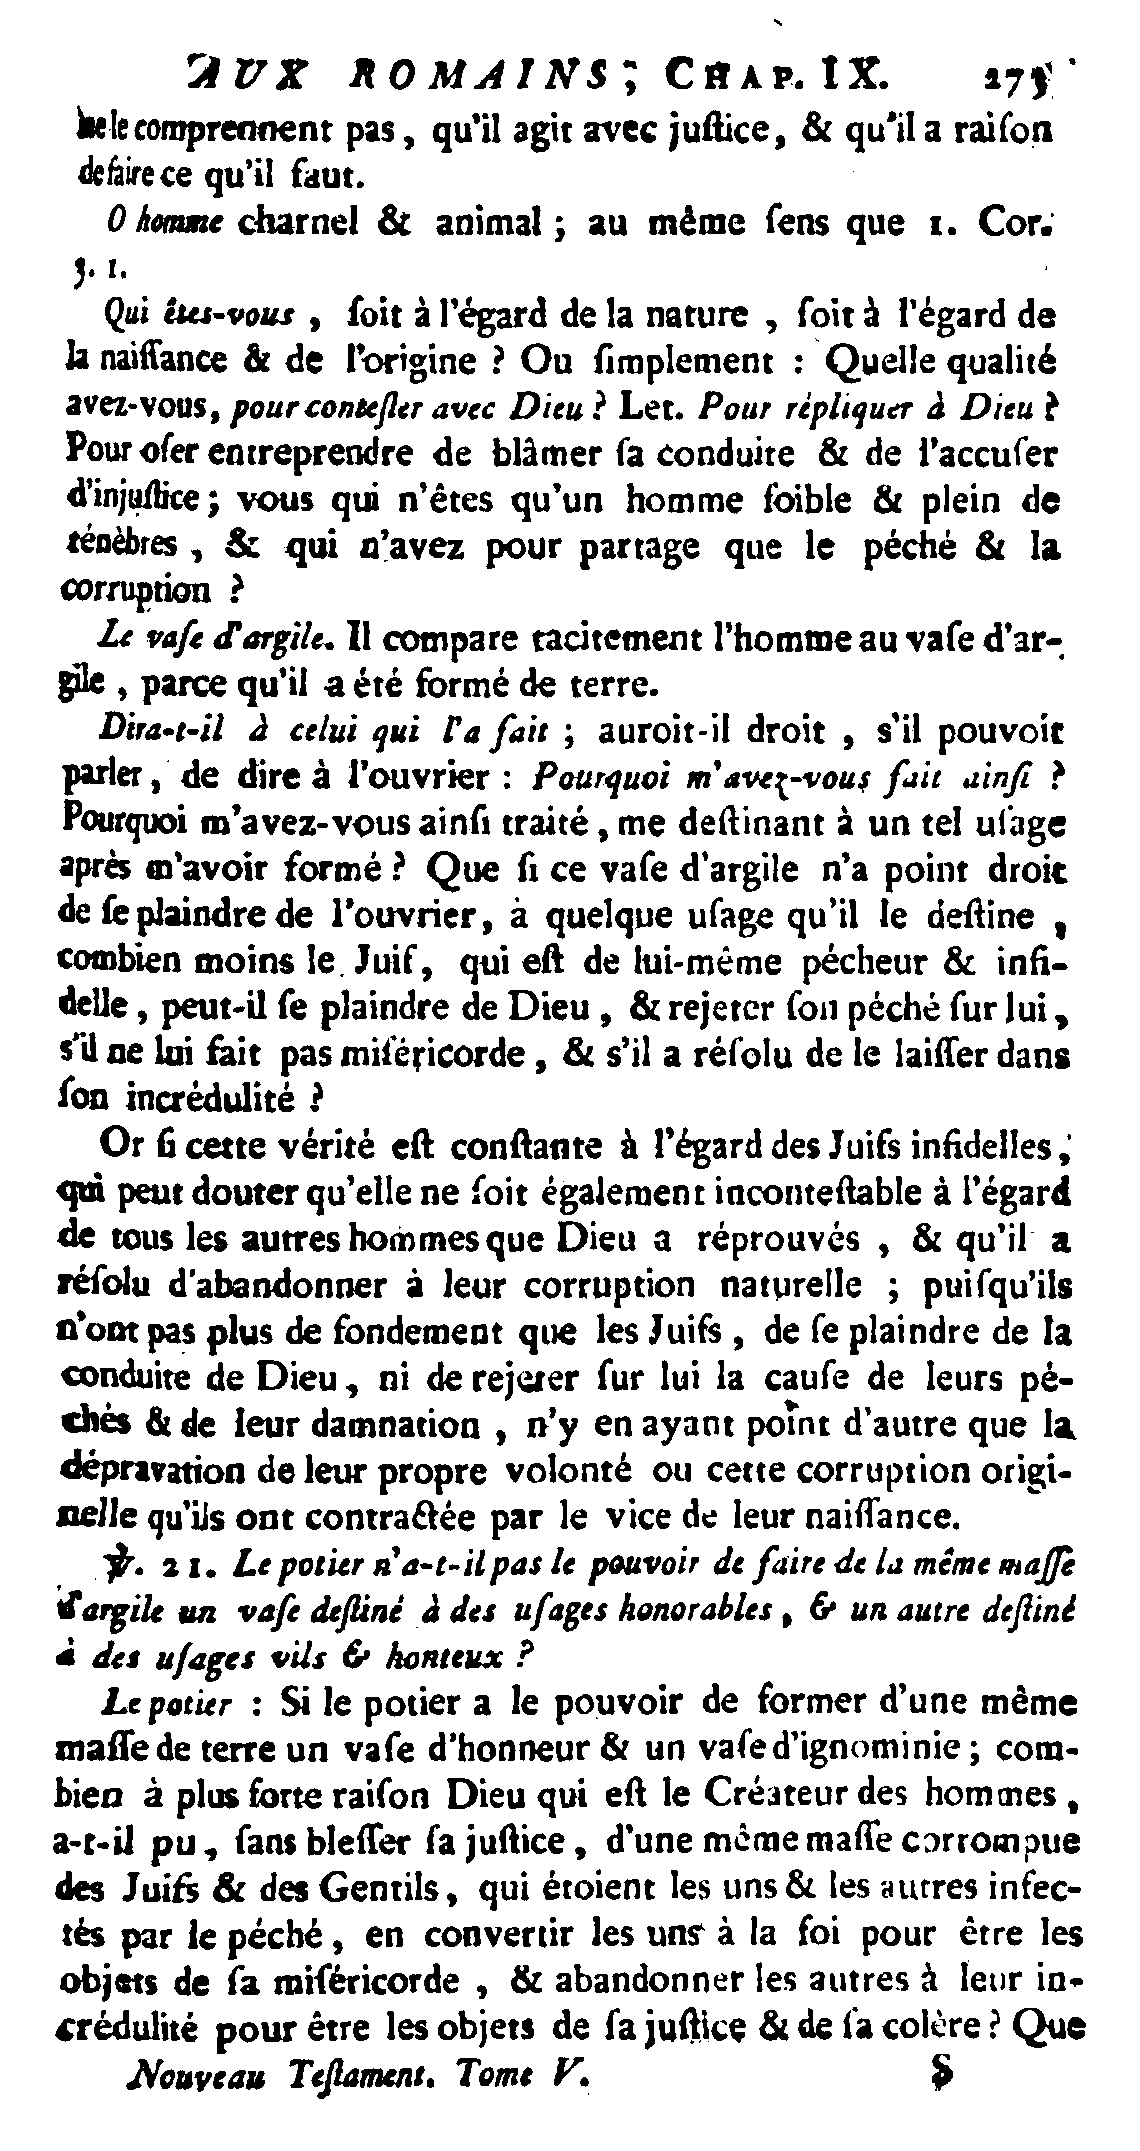 AUX ROMAINS; CHAP. IX. 273
ne le comprennent pas, qu'il agit avec juſtice, & qu'il a raiſon
de faire ce qu'il faut.
O homme charnel & animal ; au même ſens que 1. Cor.
3. 1.
Qui êtes-vous, ſoit à l'égard de la nature, ſoit à l'égard de
la naiſſance & de l'origine ? Ou ſimplement : Quelle qualité
avez-vous, pour conteſter avec Dieu ? Let. Pour répliquer à Dieu ?
Pour oſer entreprendre de blâmer ſa conduite & de l'accuſer
d'injuſtice ; vous qui n'êtes qu'un homme foible & plein de
ténèbres, & qui n'avez pour partage que le péché & la
corruption ?
Le vaſe d'argile. Il compare tacitement l'homme au vaſe d'ar-
gile, parce qu'il a été formé de terre.
Dira-t-il à celui qui l'a fait ; auroit-il droit, s'il pouvoit
parler, de dire à l'ouvrier : Pourquoi m'avez-vous fait ainſi ?
Pourquoi m'avez-vous ainſi traité, me deſtinant à un tel uſage
après m'avoir formé ? Que ſi ce vaſe d'argile n'a point droit
de ſe plaindre de l'ouvrier, à quelque uſage qu'il le deſtine,
combien moins le Juif, qui eſt de lui-même pécheur & infi-
delle, peut-il ſe plaindre de Dieu, & rejeter ſon péché ſur lui,
s'il ne lui fait pas miſéricorde, & s'il a réſolu de le laiſſer dans
ſon incrédulité ?
Or ſi cette vérité eſt conſtante à l'égard des Juifs infidelles,
qui peut douter qu'elle ne ſoit également inconteſtable à l'égard
de tous les autres hommes que Dieu a réprouvés, & qu'il a
réſolu d'abandonner à leur corruption naturelle ; puiſqu'ils
n'ont pas plus de fondement que les Juifs, de ſe plaindre de la
conduite de Dieu, ni de rejeter ſur lui la cauſe de leurs pé-
chés & de leur damnation, n'y en ayant point d'autre que la
dépravation de leur propre volonté ou cette corruption origi-
nelle qu'ils ont contractée par le vice de leur naiſſance.
℣. 21. Le potier n'a-t-il pas le pouvoir de faire de la même maſſe
d'argile un vaſe deſtiné à des uſages honorables, & un autre deſtiné
à des uſages vils & honteux ?
Le potier : Si le potier a le pouvoir de former d'une même
maſſe de terre un vaſe d'honneur & un vaſe d'ignominie ; com-
bien à plus forte raiſon Dieu qui eſt le Créateur des hommes,
a-t-il pu, ſans bleſſer ſa juſtice, d'une même maſſe corrompue
des Juifs & des Gentils, qui étoient les uns & les autres infec-
tés par le péché, en convertir les uns à la foi pour être les
objets de ſa miſéricorde, & abandonner les autres à leur in-
crédulité pour être les objets de ſa juſtice & de ſa colère ? Que
Nouveau Teſtament. Tome V. S